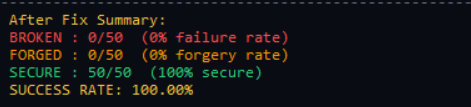 After Fix Summary:
BROKEN : 0/50 (0% failure rate)
FORGED : 0/50 (0% forgery rate)
SECURE : 50/50 (100% secure)
SUCCESS RATE: 100.00%